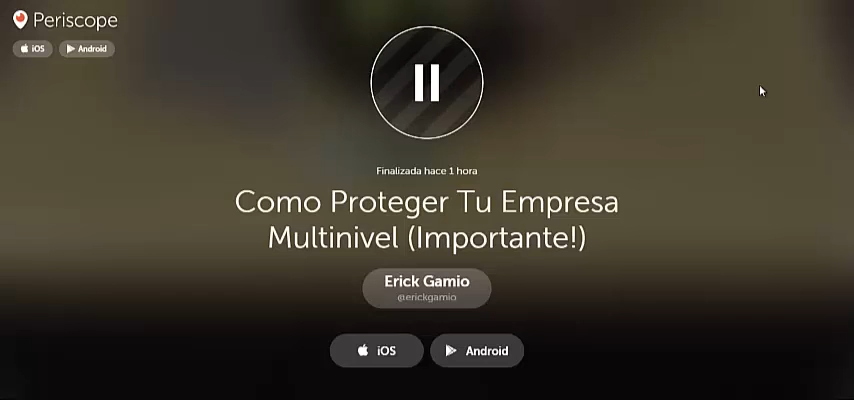 Periscope
iOS
Android
Finalizada hace 1 hora
Como Proteger Tu Empresa
Multinivel (Importante!)
Erick Gamio
@erickgamio
iOS
Android